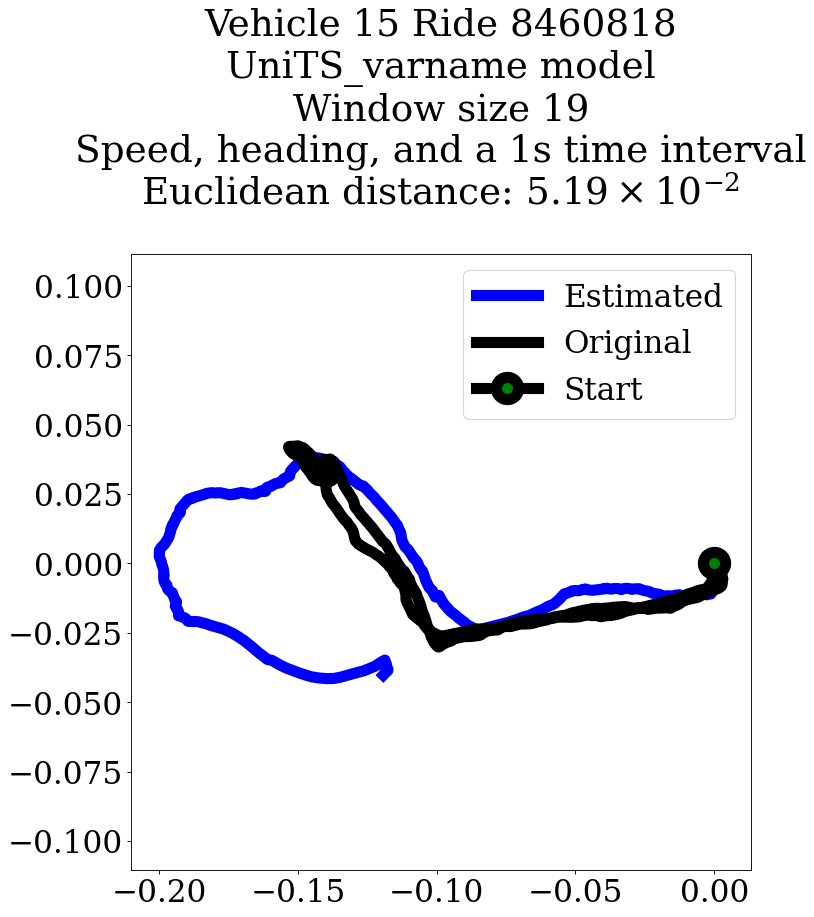 Vehicle 15 Ride 8460818
UniTS_varname model
Window size 19
Speed, heading, and a 1s time interval
Euclidean distance: 5.19 × 10⁻²
Estimated
Original
Start
0.100
0.075
0.050
0.025
0.000
−0.025
−0.050
−0.075
−0.100
−0.20 −0.15 −0.10 −0.05 0.00